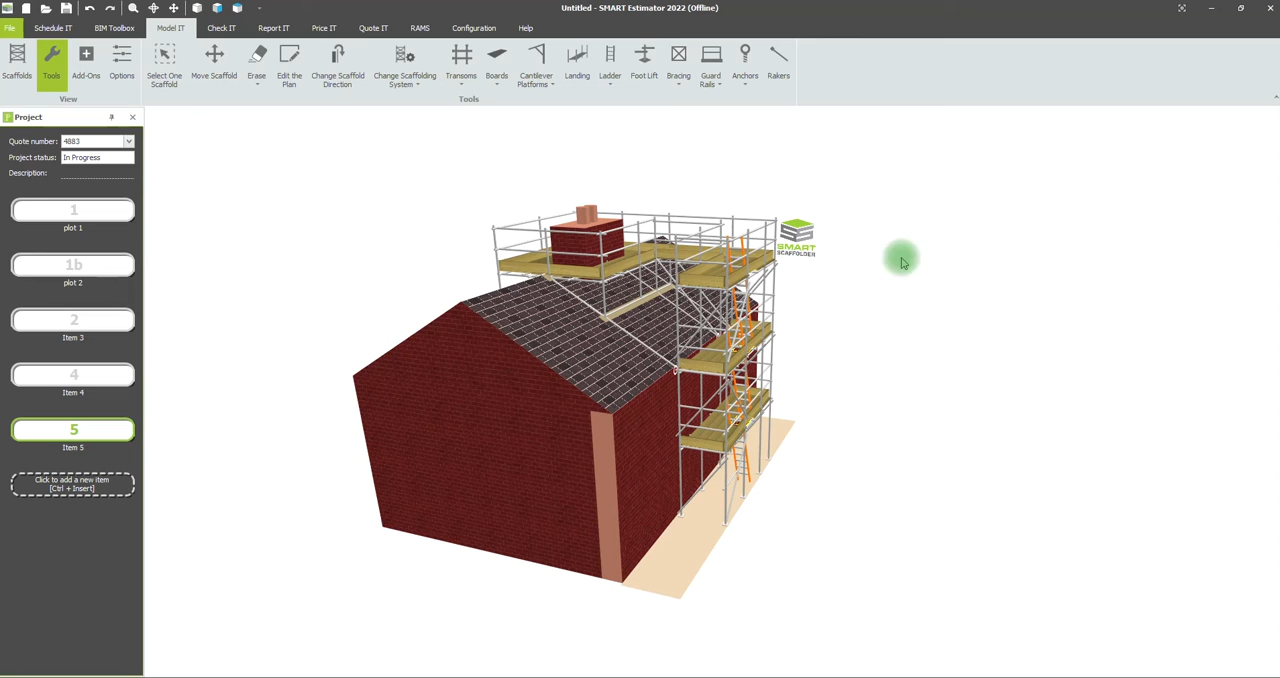 Untitled - SMART Estimator 2022 (Offline)
File Schedule IT BIM Toolbox Model IT Check IT Report IT Price IT Quote IT RAMS Configuration Help
Scaffolds Tools Add-Ons Options Select One Scaffold Move Scaffold Erase Edit the Plan Change Scaffold Direction Change Scaffolding System Transoms Boards Cantilever Platforms Landing Ladder Foot Lift Bracing Guard Rails Anchors Rakers
View Tools
Project
Quote number: 4883
Project status: In Progress
Description:
1
plot 1
1b
plot 2
2
Item 3
4
Item 4
5
Item 5
Click to add a new item
[Ctrl + Insert]
SMART
SCAFFOLDER